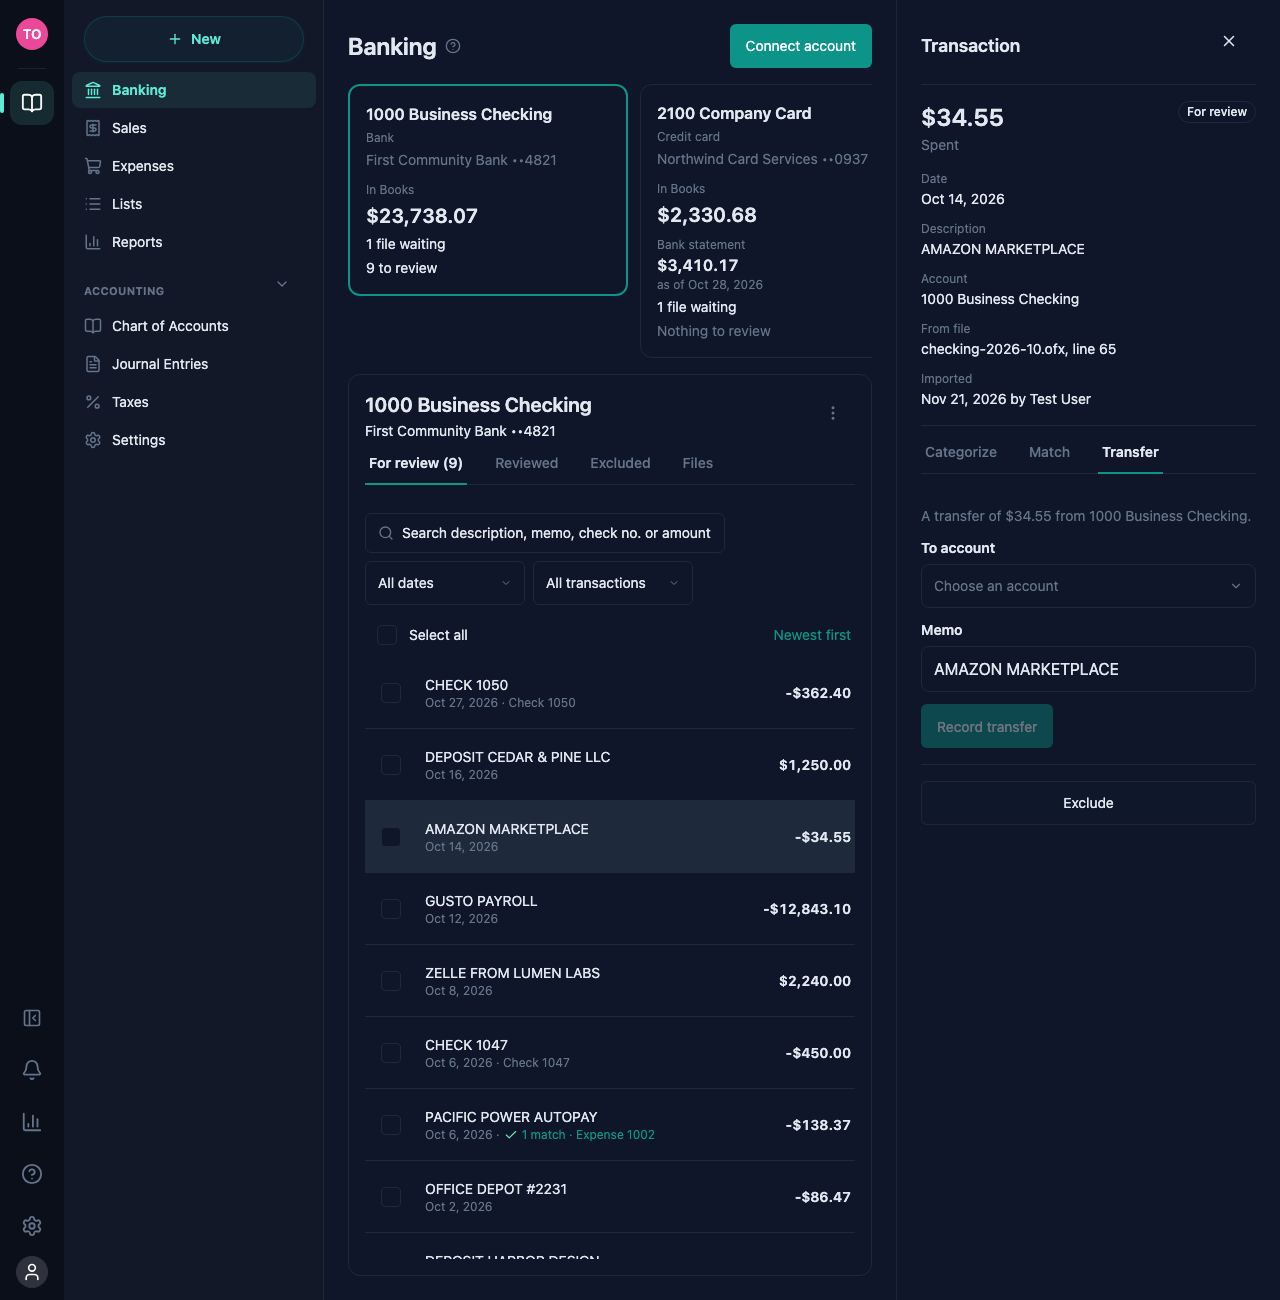 TO
New
Banking
Sales
Expenses
Lists
Reports
ACCOUNTING
Chart of Accounts
Journal Entries
Taxes
Settings
Banking
Connect account
1000 Business Checking
Bank
First Community Bank ••4821
In Books
$23,738.07
1 file waiting
9 to review
2100 Company Card
Credit card
Northwind Card Services ••0937
In Books
$2,330.68
Bank statement
$3,410.17
as of Oct 28, 2026
1 file waiting
Nothing to review
1000 Business Checking
First Community Bank ••4821
For review (9) Reviewed Excluded Files
Search description, memo, check no. or amount
All dates All transactions
Select all Newest first
CHECK 1050
Oct 27, 2026 · Check 1050
-$362.40
DEPOSIT CEDAR & PINE LLC
Oct 16, 2026
$1,250.00
AMAZON MARKETPLACE
Oct 14, 2026
-$34.55
GUSTO PAYROLL
Oct 12, 2026
-$12,843.10
ZELLE FROM LUMEN LABS
Oct 8, 2026
$2,240.00
CHECK 1047
Oct 6, 2026 · Check 1047
-$450.00
PACIFIC POWER AUTOPAY
Oct 6, 2026 · 1 match · Expense 1002
-$138.37
OFFICE DEPOT #2231
Oct 2, 2026
-$86.47
DEPOSIT HARBOR DESIGN
Transaction
$34.55
For review
Spent
Date
Oct 14, 2026
Description
AMAZON MARKETPLACE
Account
1000 Business Checking
From file
checking-2026-10.ofx, line 65
Imported
Nov 21, 2026 by Test User
Categorize Match Transfer
A transfer of $34.55 from 1000 Business Checking.
To account
Choose an account
Memo
AMAZON MARKETPLACE
Record transfer
Exclude